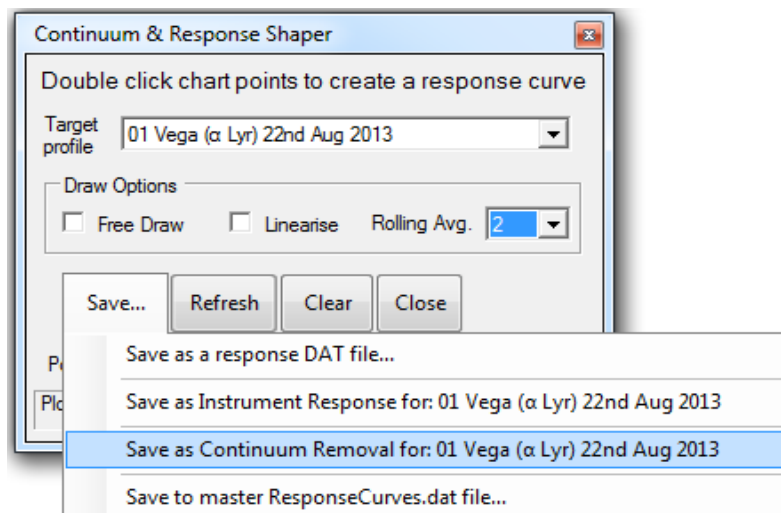 Continuum & Response Shaper
Double click chart points to create a response curve
Target profile
01 Vega (α Lyr) 22nd Aug 2013
Draw Options
Free Draw
Linearise
Rolling Avg.
2
Save...
Refresh
Clear
Close
Save as a response DAT file...
Save as Instrument Response for: 01 Vega (α Lyr) 22nd Aug 2013
Save as Continuum Removal for: 01 Vega (α Lyr) 22nd Aug 2013
Save to master ResponseCurves.dat file...